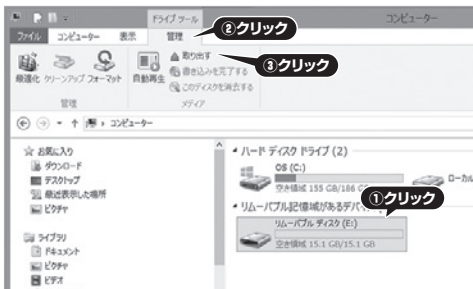 ドライブ ツール
コンピューター
ファイル コンピューター 表示 管理
②クリック
最適化 クリーンアップ フォーマット
自動再生
取り出す
書き込みを完了する
このディスクを消去する
③クリック
管理
メディア
コンピューター
お気に入り
ダウンロード
デスクトップ
最近表示した場所
ピクチャ
ライブラリ
ドキュメント
ピクチャ
ビデオ
ハード ディスク ドライブ (2)
OS (C:)
空き領域 155 GB/186 G
ローカル
①クリック
リムーバブル記憶域があるデバイ
リムーバブル ディスク (E:)
空き領域 15.1 GB/15.1 GB